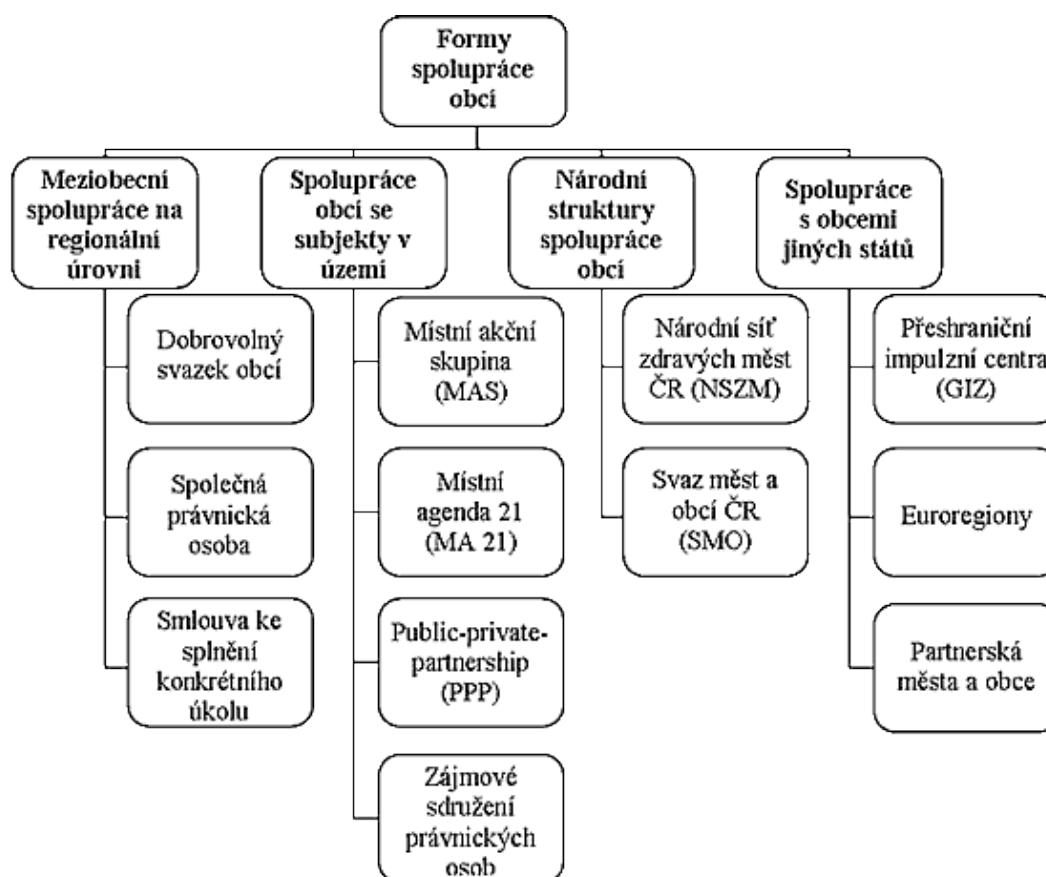 Formy
spolupráce
obcí
Meziobecní
spolupráce na
regionální
úrovni
Spolupráce
obcí se
subjekty v
území
Národní
struktury
spolupráce
obcí
Spolupráce
s obcemi
jiných států
Dobrovolný
svazek obcí
Společná
právnická
osoba
Smlouva ke
splnění
konkrétního
úkolu
Místní akční
skupina
(MAS)
Místní
agenda 21
(MA 21)
Public-private-
partnership
(PPP)
Zájmové
sdružení
právnických
osob
Národní síť
zdravých měst
ČR (NSZM)
Svaz měst a
obcí ČR
(SMO)
Přeshraniční
impulzní centra
(GIZ)
Euroregiony
Partnerská
města a obce